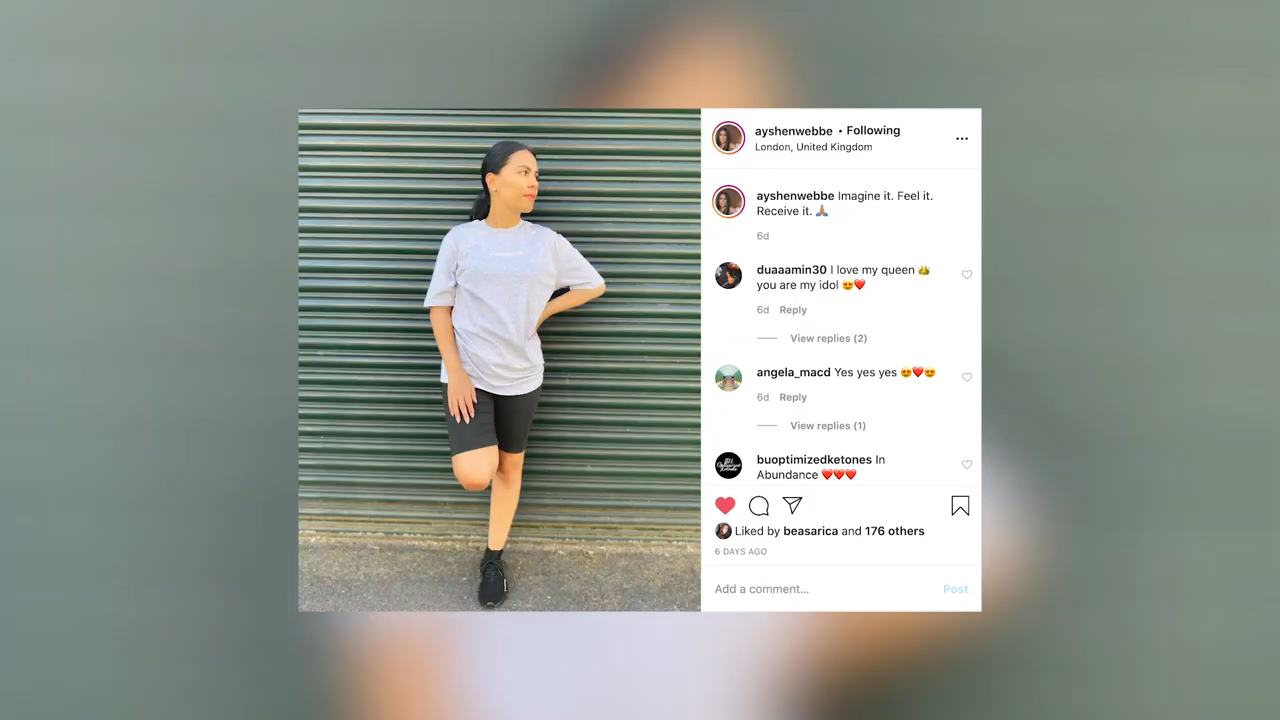 ayshenwebbe • Following
London, United Kingdom
ayshenwebbe Imagine it. Feel it.
Receive it. 🙏🏽
6d
duaaamin30 I love my queen 👑
you are my idol 😍❤️
6d Reply
View replies (2)
angela_macd Yes yes yes 😍❤️😍
6d Reply
View replies (1)
buoptimizedketones In
Abundance ❤️❤️❤️
Liked by beasarica and 176 others
6 DAYS AGO
Add a comment... Post